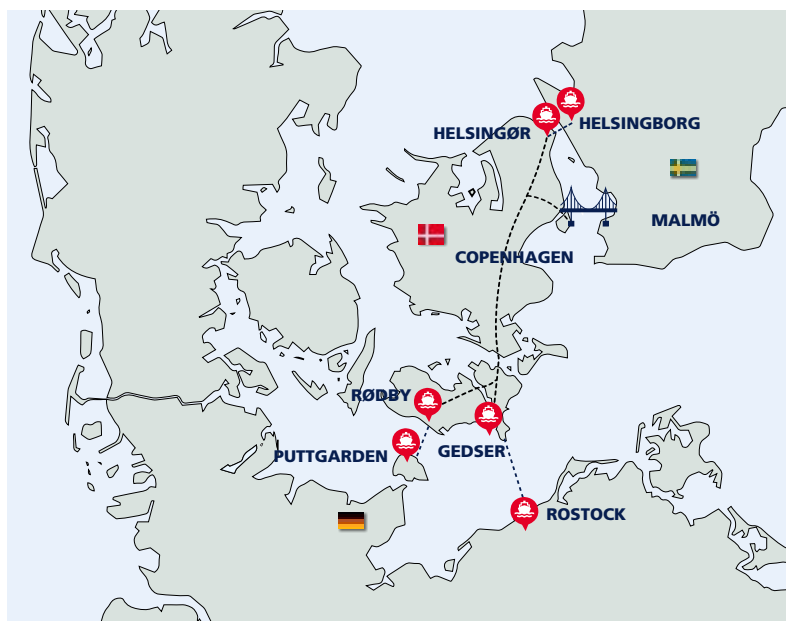 HELSINGØR
HELSINGBORG
MALMÖ
COPENHAGEN
RØDBY
PUTTGARDEN
GEDSER
ROSTOCK